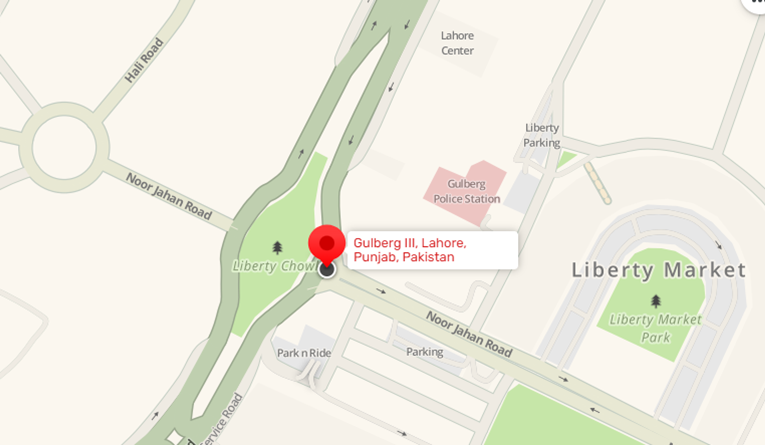 Lahore
Center
Hali Road
Liberty
Parking
Gulberg
Police Station
Noor Jahan Road
Gulberg III, Lahore,
Punjab, Pakistan
Liberty Chow
Liberty Market
Liberty Market
Park
Noor Jahan Road
Park n Ride
Parking
Service Road